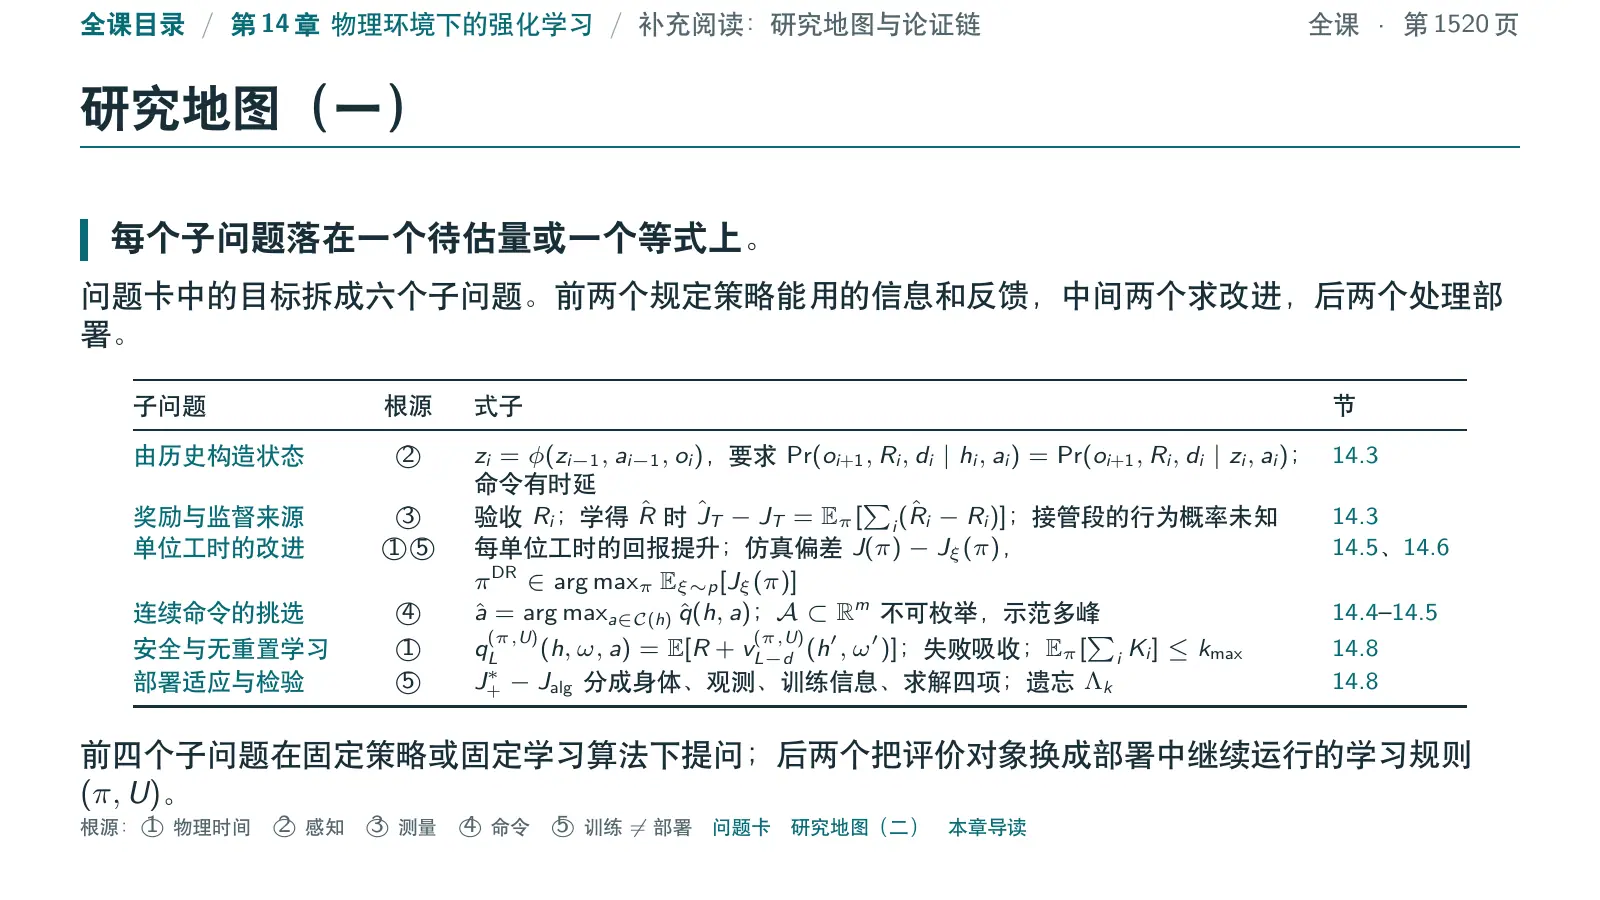 全课目录 / 第 14 章 物理环境下的强化学习 / 补充阅读：研究地图与论证链 全课 · 第 1520 页
研究地图（一）
每个子问题落在一个待估量或一个等式上。
问题卡中的目标拆成六个子问题。前两个规定策略能用的信息和反馈，中间两个求改进，后两个处理部
署。
子问题 根源 式子 节
由历史构造状态 ② z_i = ϕ(z_{i−1}, a_{i−1}, o_i)，要求 Pr(o_{i+1}, R_i, d_i | h_i, a_i) = Pr(o_{i+1}, R_i, d_i | z_i, a_i)； 14.3
命令有时延
奖励与监督来源 ③ 验收 R_i；学得 R̂ 时 Ĵ_T − J_T = 𝔼_π[∑_i(R̂_i − R_i)]；接管段的行为概率未知 14.3
单位工时的改进 ①⑤ 每单位工时的回报提升；仿真偏差 J(π) − J_ξ(π)， 14.5、14.6
π^DR ∈ arg max_π 𝔼_{ξ∼p}[J_ξ(π)]
连续命令的挑选 ④ â = arg max_{a∈𝒞(h)} q̂(h, a)；𝒜 ⊂ ℝ^m 不可枚举，示范多峰 14.4–14.5
安全与无重置学习 ① q_L^{(π,U)}(h, ω, a) = 𝔼[R + v_{L−d}^{(π,U)}(h′, ω′)]；失败吸收；𝔼_π[∑_i K_i] ≤ k_max 14.8
部署适应与检验 ⑤ J_+^* − J_alg 分成身体、观测、训练信息、求解四项；遗忘 Λ_k 14.8
前四个子问题在固定策略或固定学习算法下提问；后两个把评价对象换成部署中继续运行的学习规则
(π, U)。
根源：① 物理时间 ② 感知 ③ 测量 ④ 命令 ⑤ 训练 ≠ 部署 问题卡 研究地图（二） 本章导读